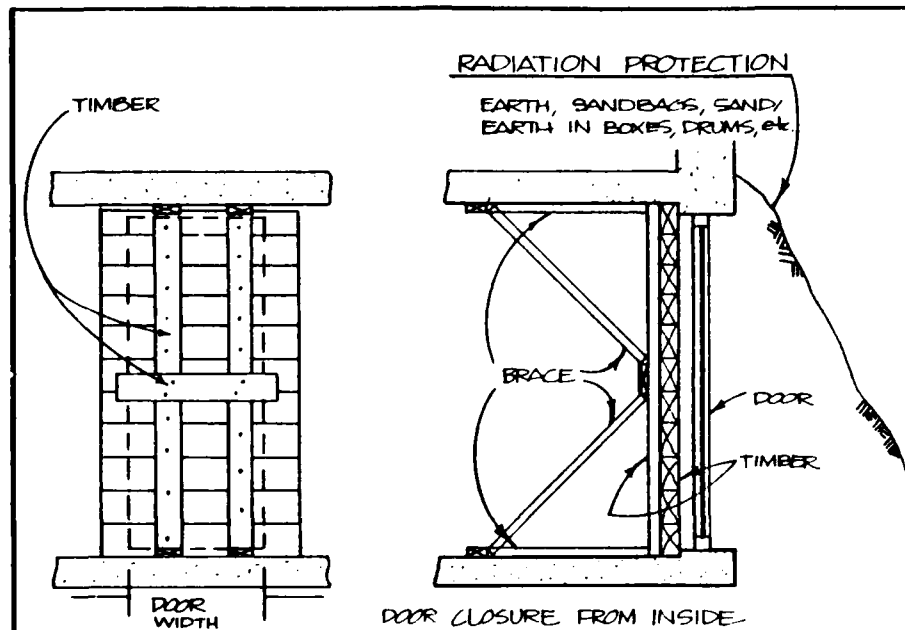 RADIATION PROTECTION
EARTH, SANDBAGS, SAND/
EARTH IN BOXES, DRUMS, etc.
TIMBER
BRACE
DOOR
TIMBER
DOOR
WIDTH
DOOR CLOSURE FROM INSIDE